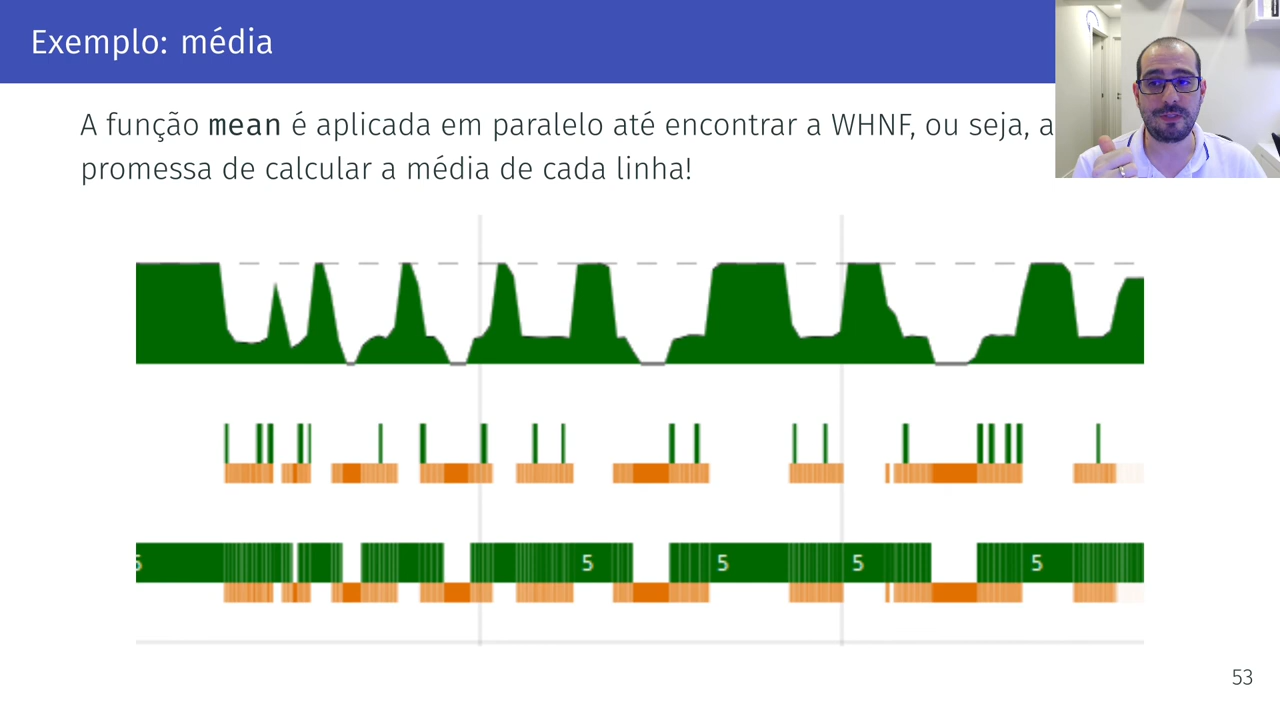 Exemplo: média
A função mean é aplicada em paralelo até encontrar a WHNF, ou seja, a
promessa de calcular a média de cada linha!
5 5 5 5 5
53